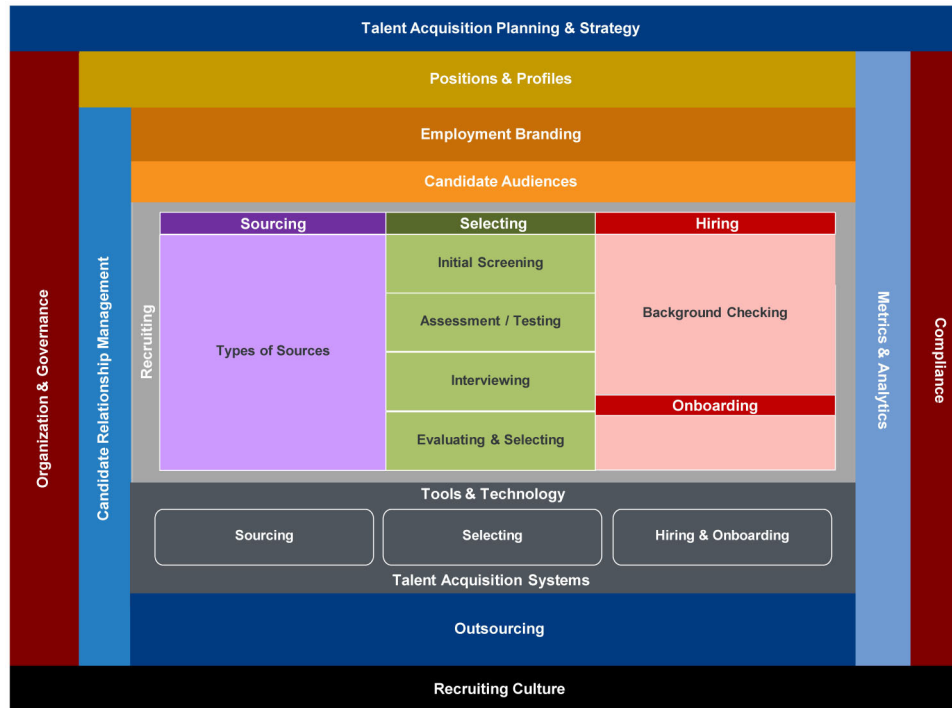 Talent Acquisition Planning & Strategy
Positions & Profiles
Employment Branding
Candidate Audiences
Organization & Governance
Candidate Relationship Management
Recruiting
Sourcing
Types of Sources
Selecting
Initial Screening
Assessment / Testing
Interviewing
Evaluating & Selecting
Hiring
Background Checking
Onboarding
Metrics & Analytics
Compliance
Tools & Technology
Sourcing
Selecting
Hiring & Onboarding
Talent Acquisition Systems
Outsourcing
Recruiting Culture